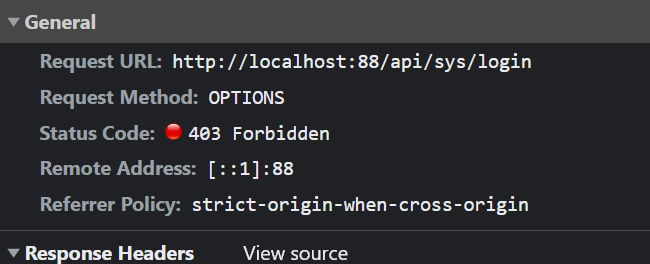 General
Request URL: http://localhost:88/api/sys/login
Request Method: OPTIONS
Status Code: 403 Forbidden
Remote Address: [::1]:88
Referrer Policy: strict-origin-when-cross-origin
Response Headers View source